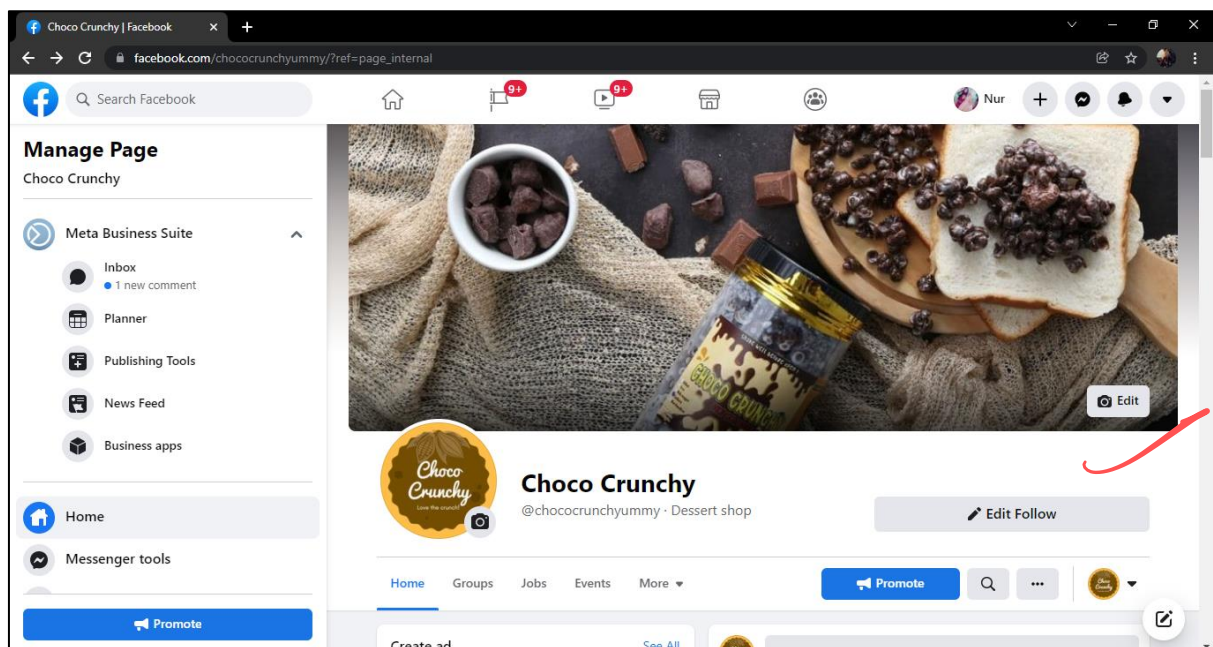 Choco Crunchy | Facebook
facebook.com/chococrunchyummy/?ref=page_internal
Search Facebook
9+
9+
Nur
Manage Page
Choco Crunchy
Meta Business Suite
Inbox
1 new comment
Planner
Publishing Tools
News Feed
Business apps
Home
Messenger tools
Promote
CHOCO CRUNCHY
Edit
Choco
Crunchy
Love the crunch!
Choco Crunchy
@chococrunchyummy · Dessert shop
Edit Follow
Home
Groups
Jobs
Events
More
Promote
Create ad
See All